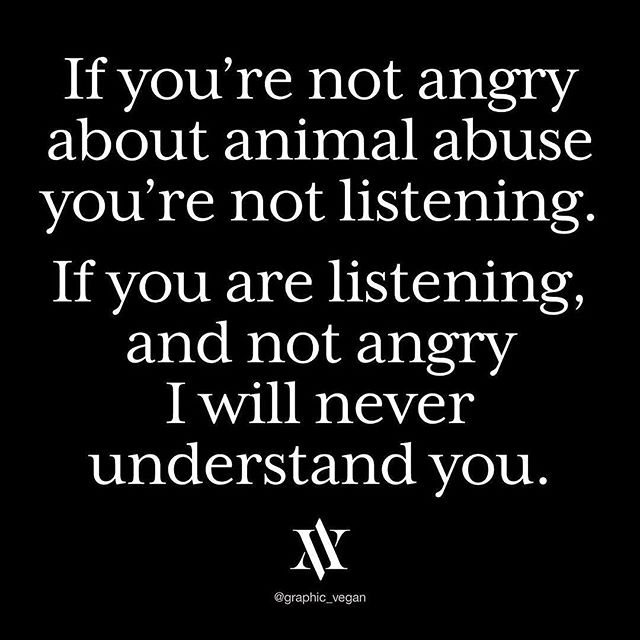 If you’re not angry
about animal abuse
you’re not listening.
If you are listening,
and not angry
I will never
understand you.
@graphic_vegan